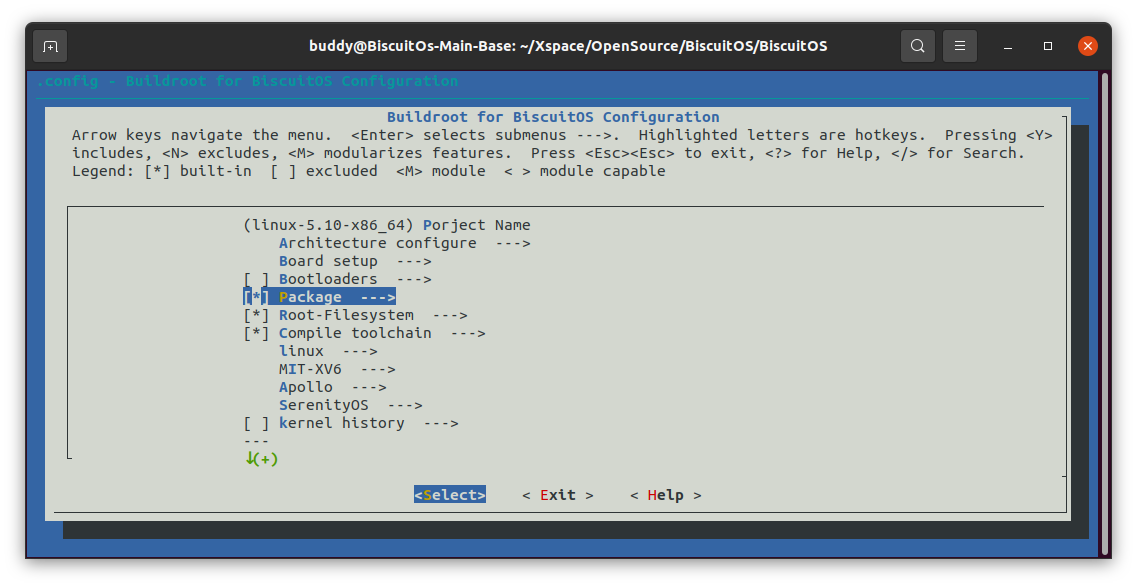 buddy@BiscuitOs-Main-Base: ~/Xspace/OpenSource/BiscuitOS/BiscuitOS
.config - Buildroot for BiscuitOS Configuration
Buildroot for BiscuitOS Configuration
Arrow keys navigate the menu.  <Enter> selects submenus --->.  Highlighted letters are hotkeys.  Pressing <Y>
includes, <N> excludes, <M> modularizes features.  Press <Esc><Esc> to exit, <?> for Help, </> for Search.
Legend: [*] built-in  [ ] excluded  <M> module  < > module capable
(linux-5.10-x86_64) Porject Name
Architecture configure  --->
Board setup  --->
[ ] Bootloaders  --->
[*] Package  --->
[*] Root-Filesystem  --->
[*] Compile toolchain  --->
linux  --->
MIT-XV6  --->
Apollo  --->
SerenityOS  --->
[ ] kernel history  --->
---
↓(+)
<Select>    < Exit >    < Help >